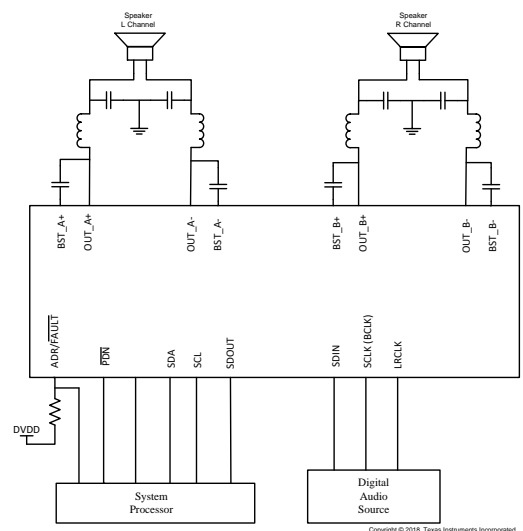 Speaker
L Channel
Speaker
R Channel
BST_A+
OUT_A+
OUT_A-
BST_A-
BST_B+
OUT_B+
OUT_B-
BST_B-
ADR/FAULT
PDN
SDA
SCL
SDOUT
SDIN
SCLK (BCLK)
LRCLK
DVDD
System
Processor
Digital
Audio
Source
Copyright © 2018, Texas Instruments Incorporated